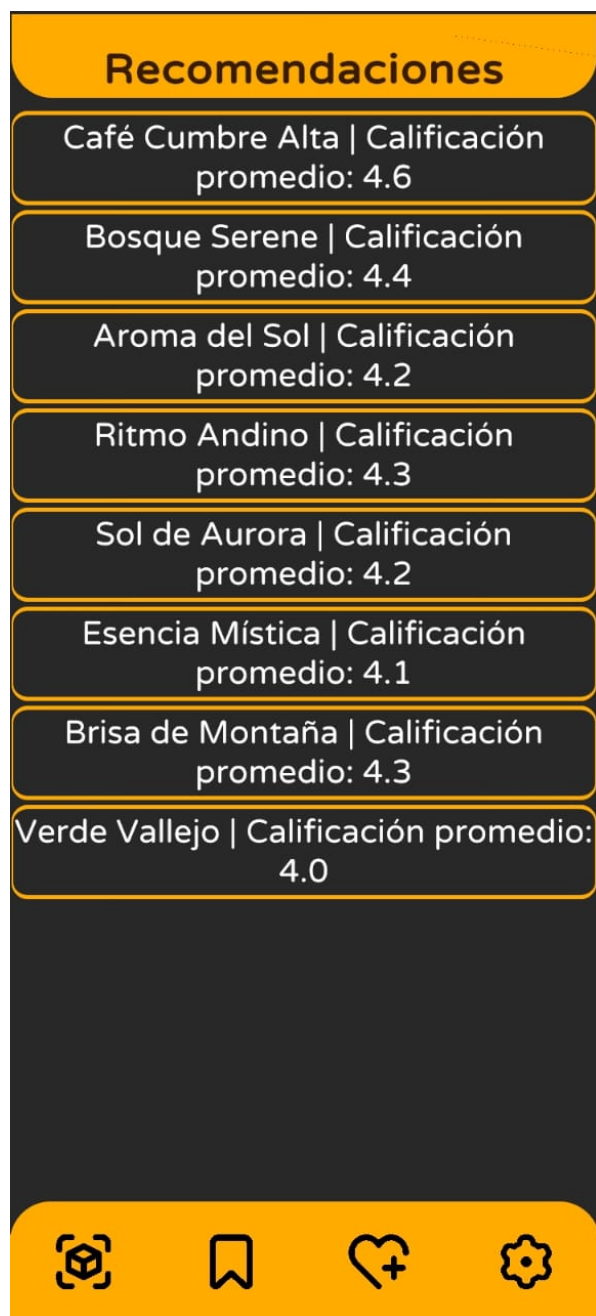 Recomendaciones
Café Cumbre Alta | Calificación
promedio: 4.6
Bosque Serene | Calificación
promedio: 4.4
Aroma del Sol | Calificación
promedio: 4.2
Ritmo Andino | Calificación
promedio: 4.3
Sol de Aurora | Calificación
promedio: 4.2
Esencia Mística | Calificación
promedio: 4.1
Brisa de Montaña | Calificación
promedio: 4.3
Verde Vallejo | Calificación promedio:
4.0